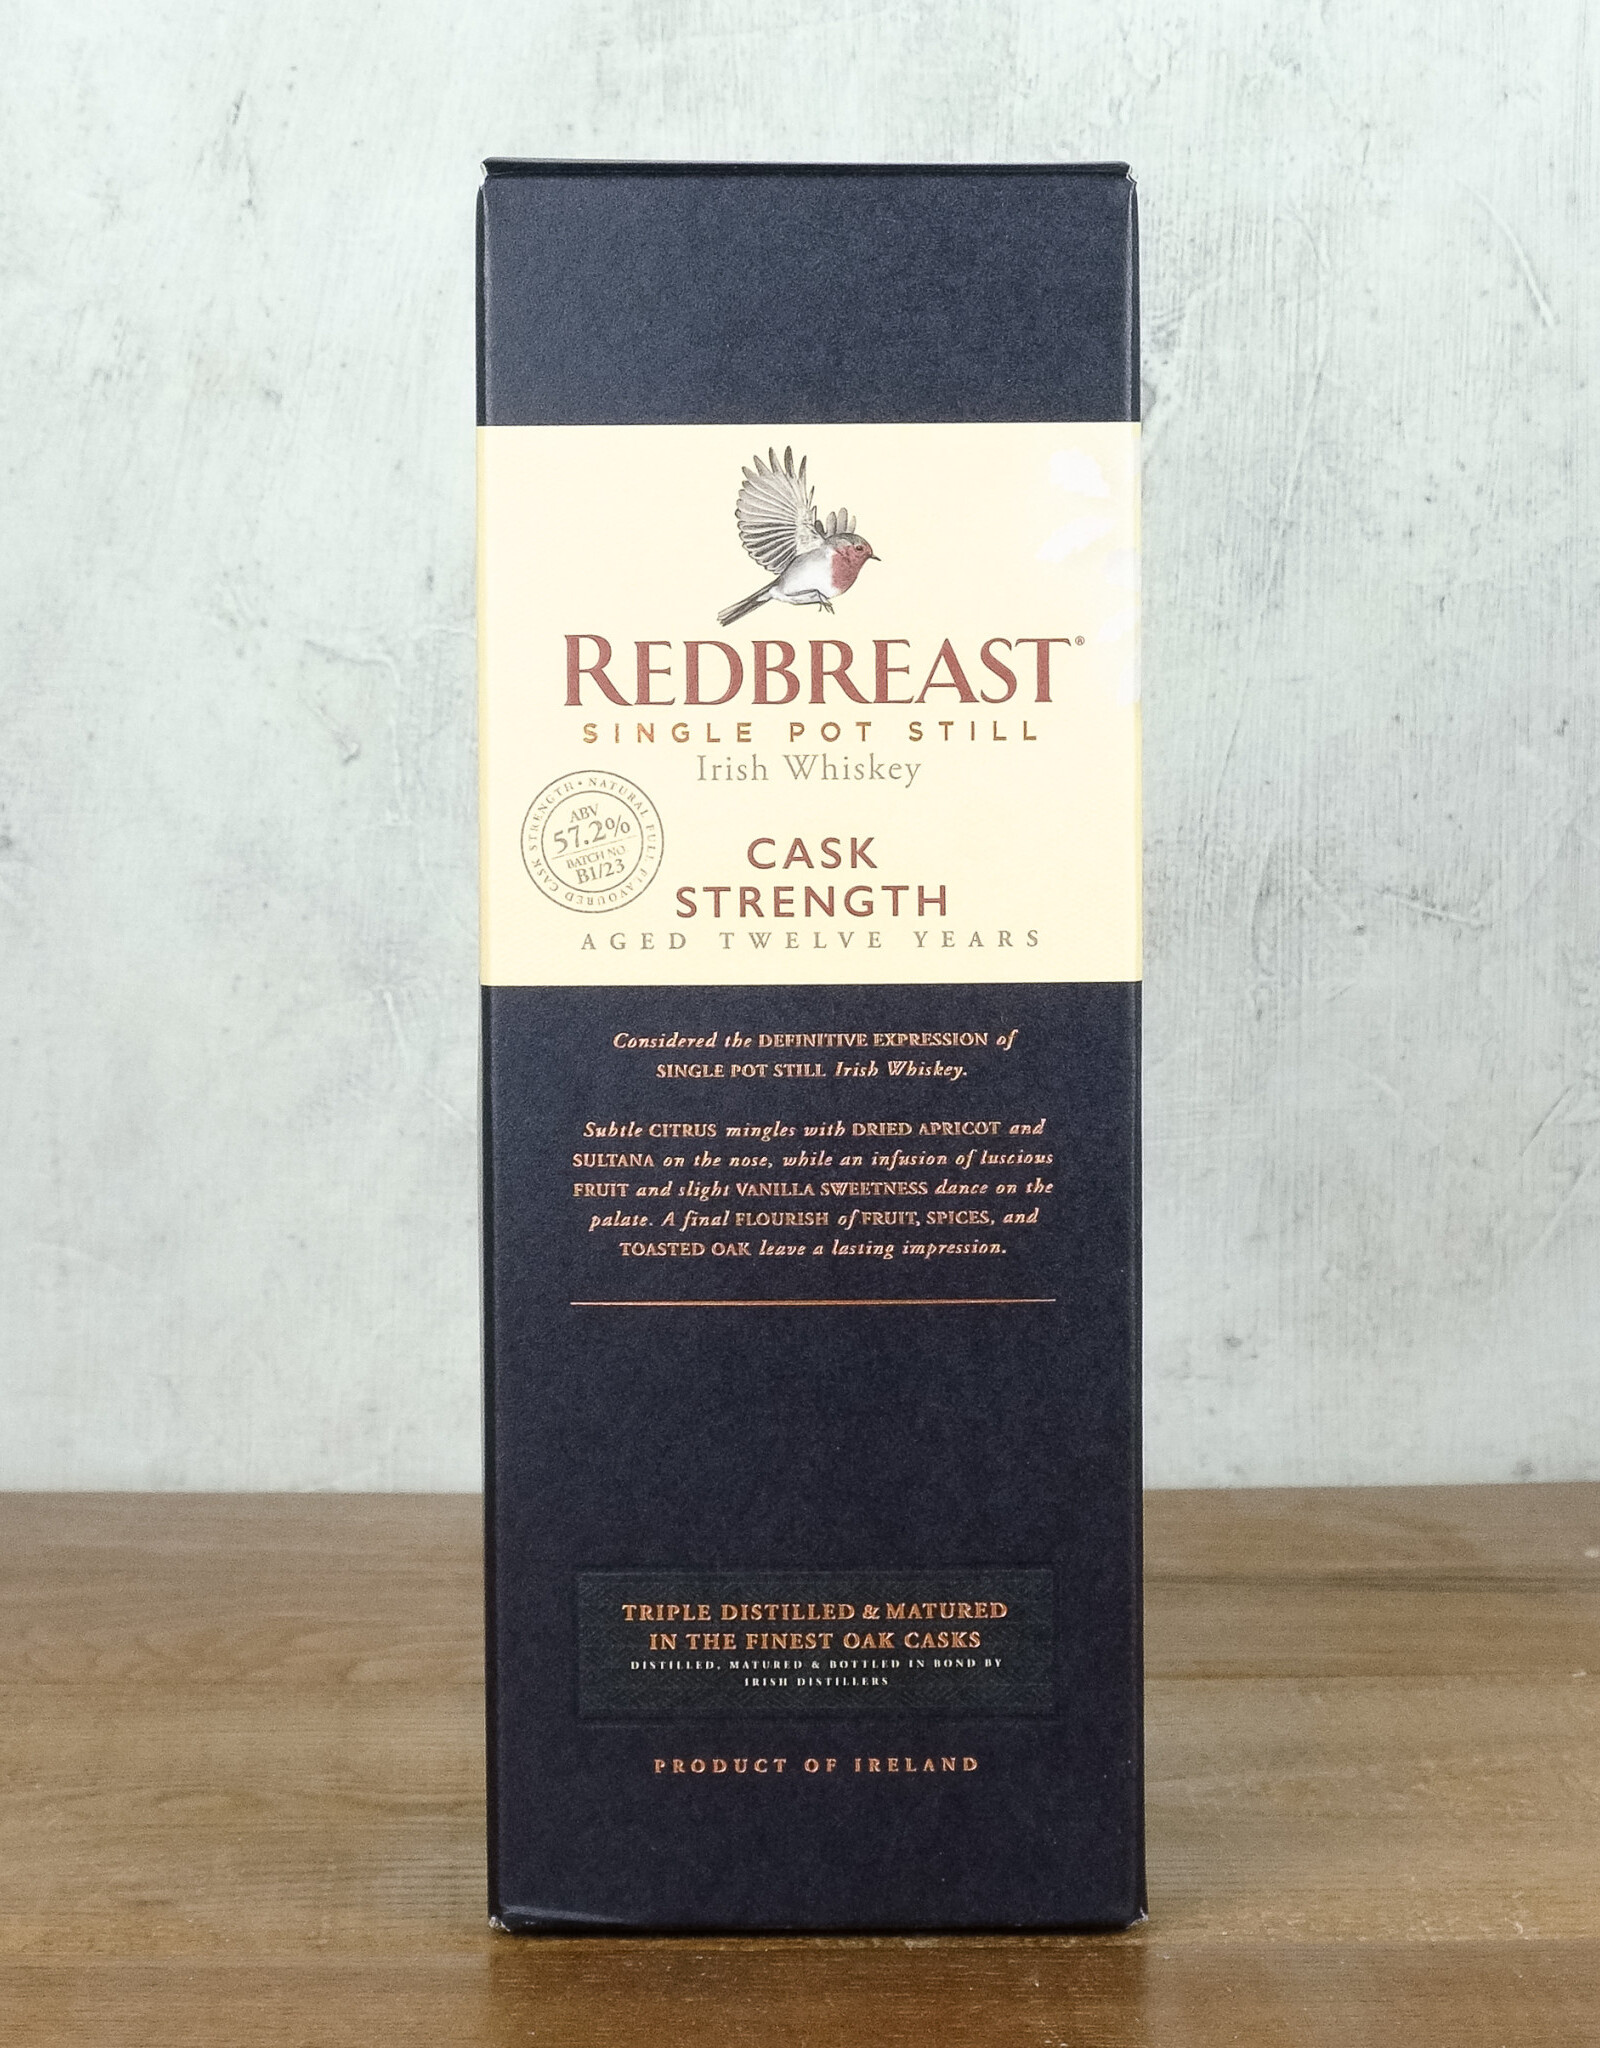 REDBREAST®
SINGLE POT STILL
Irish Whiskey
CASK STRENGTH • NATURAL FULL FLAVOURED
ABV
57.2%
BATCH NO.
B1/23
CASK
STRENGTH
AGED TWELVE YEARS
Considered the DEFINITIVE EXPRESSION of
SINGLE POT STILL Irish Whiskey.
Subtle CITRUS mingles with DRIED APRICOT and
SULTANA on the nose, while an infusion of luscious
FRUIT and slight VANILLA SWEETNESS dance on the
palate. A final FLOURISH of FRUIT, SPICES, and
TOASTED OAK leave a lasting impression.
TRIPLE DISTILLED & MATURED
IN THE FINEST OAK CASKS
DISTILLED, MATURED & BOTTLED IN BOND BY
IRISH DISTILLERS
PRODUCT OF IRELAND